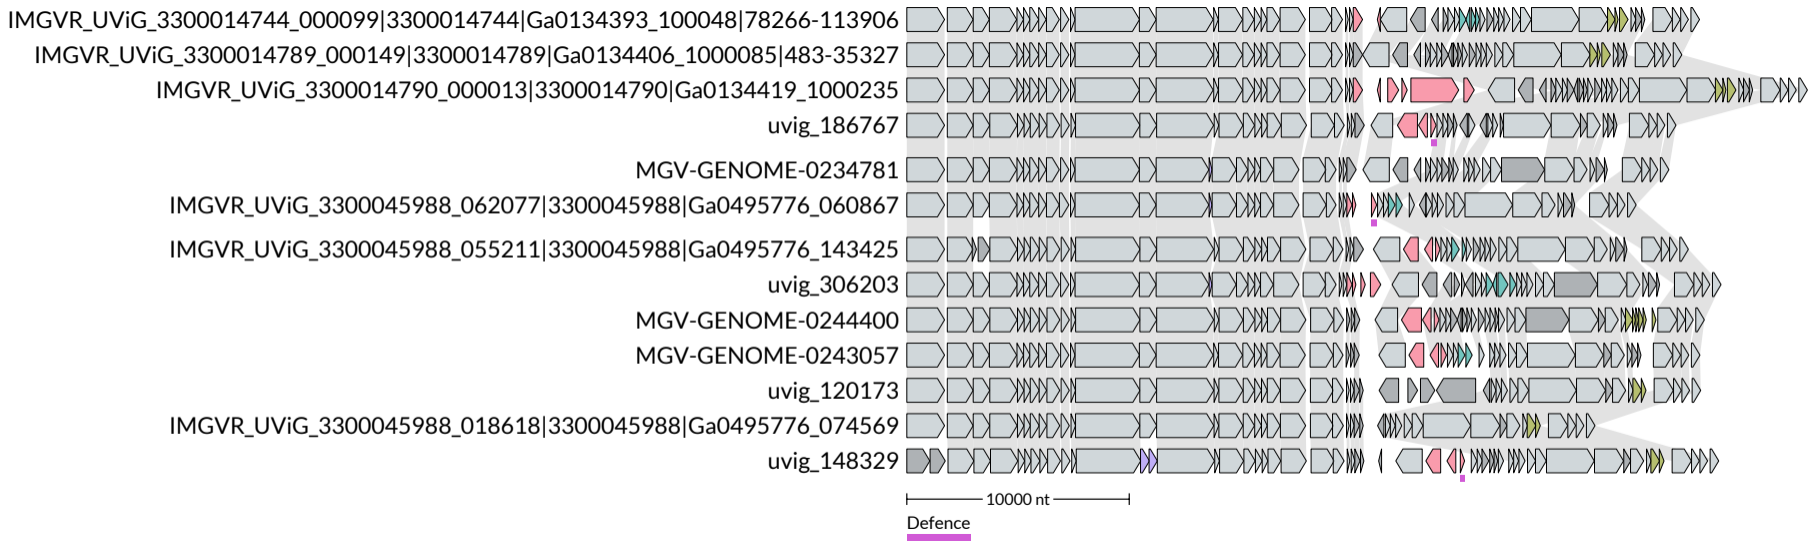 IMGVR_UViG_3300014744_000099|3300014744|Ga0134393_100048|78266-113906
IMGVR_UViG_3300014789_000149|3300014789|Ga0134406_1000085|483-35327
IMGVR_UViG_3300014790_000013|3300014790|Ga0134419_1000235
uvig_186767
MGV-GENOME-0234781
IMGVR_UViG_3300045988_062077|3300045988|Ga0495776_060867
IMGVR_UViG_3300045988_055211|3300045988|Ga0495776_143425
uvig_306203
MGV-GENOME-0244400
MGV-GENOME-0243057
uvig_120173
IMGVR_UViG_3300045988_018618|3300045988|Ga0495776_074569
uvig_148329
10000 nt
Defence